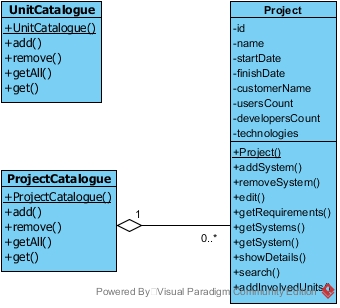 UnitCatalogue
+UnitCatalogue()
+add()
+remove()
+getAll()
+get()
Project
-id
-name
-startDate
-finishDate
-customerName
-usersCount
-developersCount
-technologies
+Project()
+addSystem()
+removeSystem()
+edit()
+getRequirements()
+getSystems()
+getSystem()
+showDetails()
+search()
+addInvolvedUnits()
ProjectCatalogue
+ProjectCatalogue()
+add()
+remove()
+getAll()
+get()
1
0..*
Powered By Visual Paradigm Community Edition